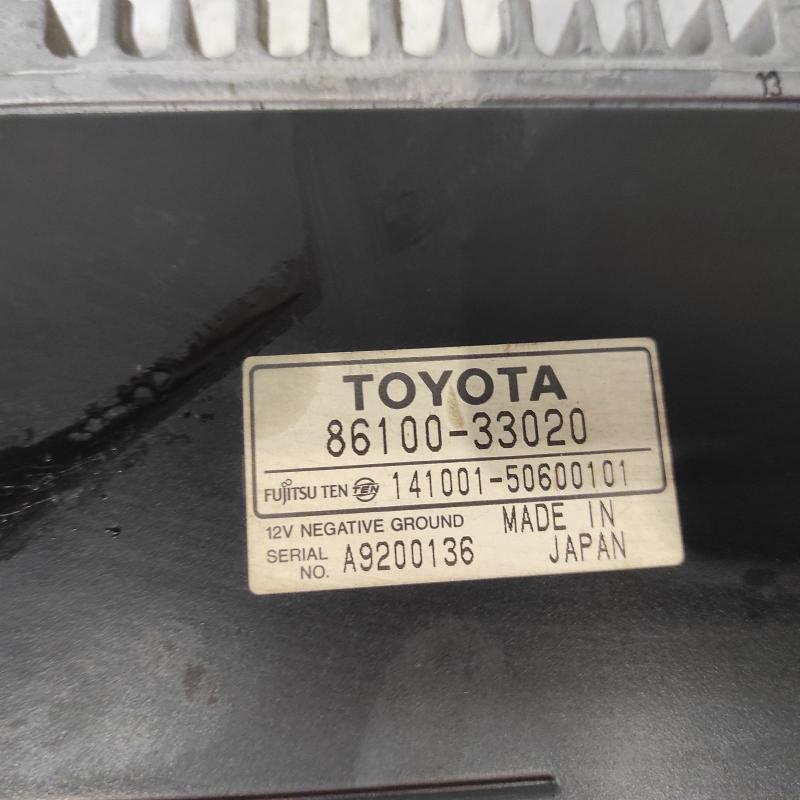 13
TOYOTA
86100-33020
FUJITSU TEN TEN 141001-50600101
12V NEGATIVE GROUND MADE IN
SERIAL NO. A9200136 JAPAN